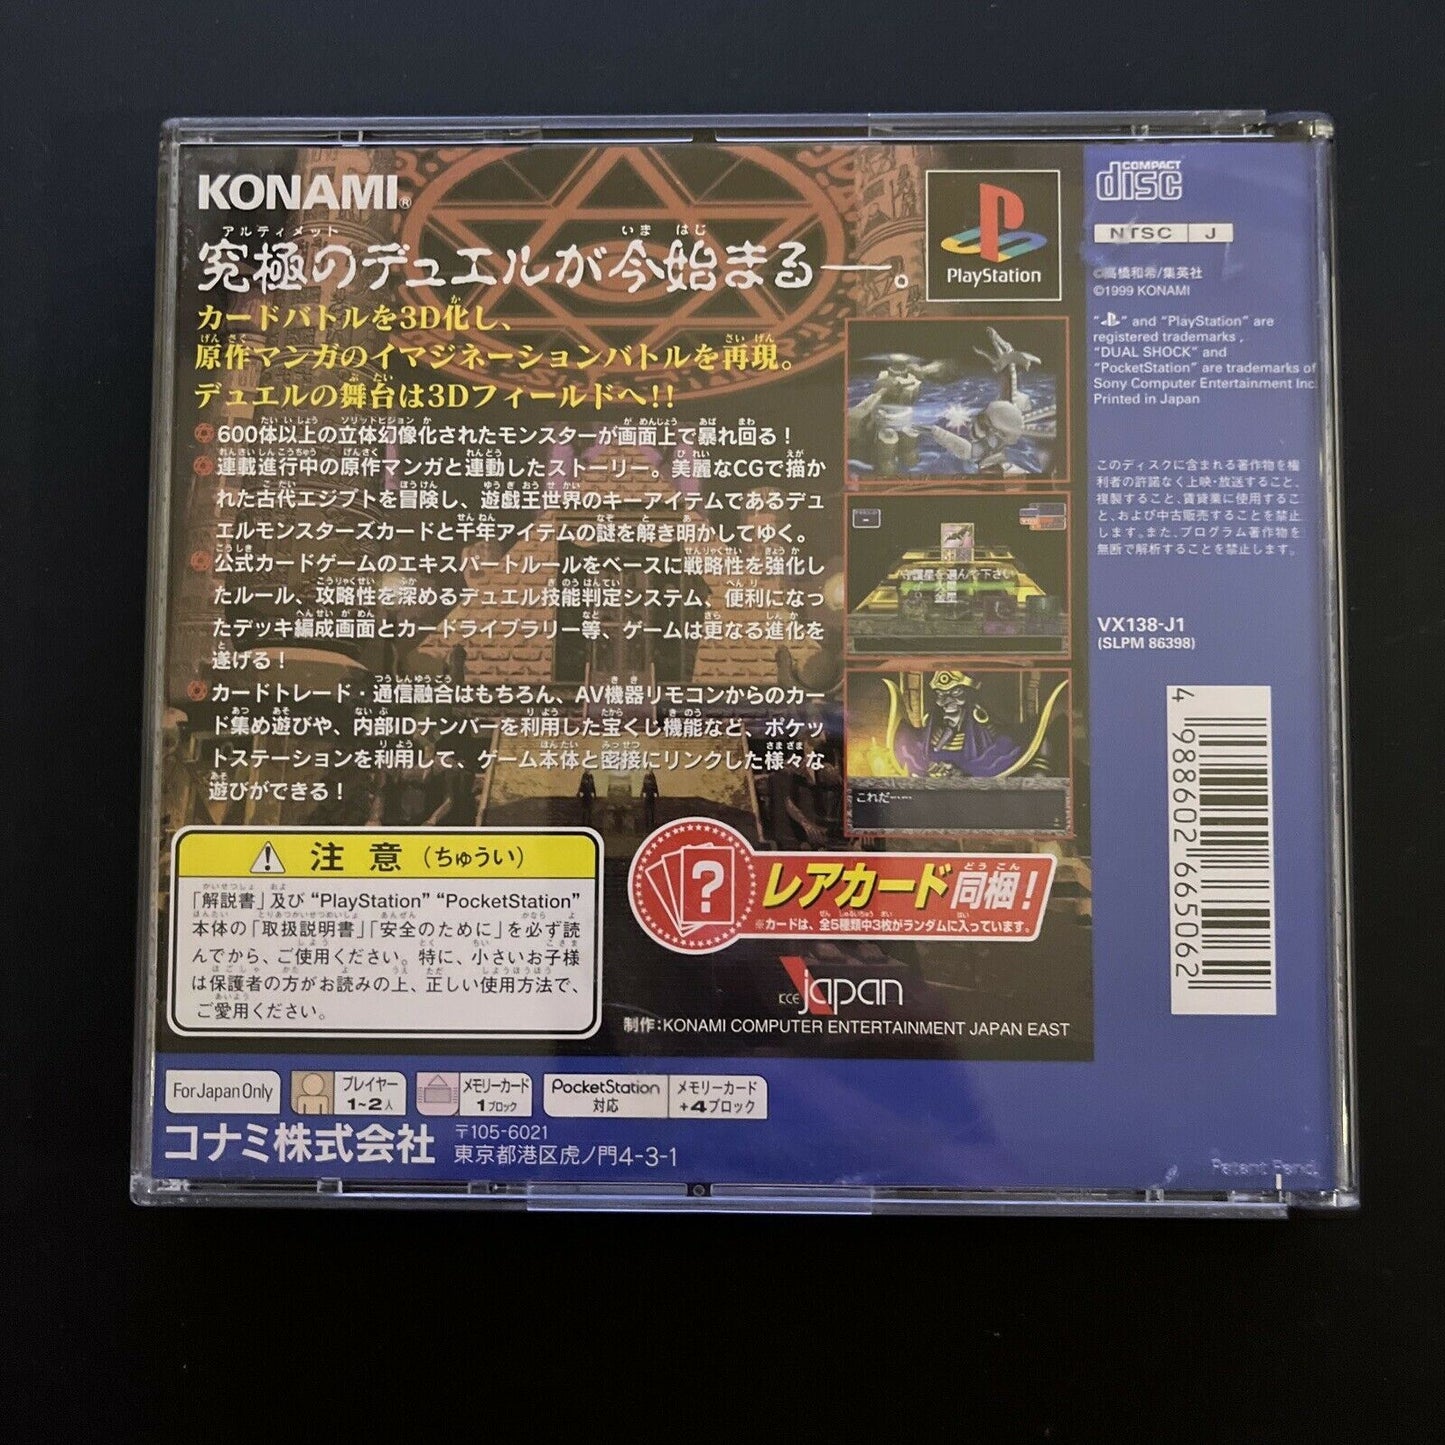 KONAMI®
アルティメット いま はじ
究極のデュエルが今始まる―。
カードバトルを3D化し、
原作マンガのイマジネーションバトルを再現。
デュエルの舞台は3Dフィールドへ!!
600体以上の立体幻像化されたモンスターが画面上で暴れ回る!
連載進行中の原作マンガと連動したストーリー。美麗なCGで描か
れた古代エジプトを冒険し、遊戯王世界のキーアイテムであるデュ
エルモンスターズカードと千年アイテムの謎を解き明かしてゆく。
公式カードゲームのエキスパートルールをベースに戦略性を強化し
たルール、攻略性を深めるデュエル技能判定システム、便利になっ
たデッキ編成画面とカードライブラリー等、ゲームは更なる進化を
遂げる!
カードトレード・通信融合はもちろん、AV機器リモコンからのカー
ド集め遊びや、内部IDナンバーを利用した宝くじ機能など、ポケッ
トステーションを利用して、ゲーム本体と密接にリンクした様々な
遊びができる!
PlayStation
守護星を選んで下さい
これだ……
COMPACT
disc
NTSC J
©高橋和希/集英社
©1999 KONAMI
" " and "PlayStation" are
registered trademarks ,
"DUAL SHOCK" and
"PocketStation" are trademarks of
Sony Computer Entertainment Inc.
Printed in Japan
このディスクに含まれる著作物を権
利者の許諾なく上映・放送すること、
複製すること、賃貸業に使用するこ
と、および中古販売することを禁止
します。また、プログラム著作物を
無断で解析することを禁止します。
VX138-J1
(SLPM 86398)
4 988602 665062
注意(ちゅうい)
「解説書」及び"PlayStation" "PocketStation"
本体の「取扱説明書」「安全のために」を必ず読
んでから、ご使用ください。特に、小さいお子様
は保護者の方がお読みの上、正しい使用方法で、
ご愛用ください。
?
レアカード同梱!
※カードは、全5種類中3枚がランダムに入っています。
KCE japan
制作:KONAMI COMPUTER ENTERTAINMENT JAPAN EAST
For Japan Only
プレイヤー
1~2人
メモリーカード
1ブロック
PocketStation
対応
メモリーカード
+4ブロック
コナミ株式会社
〒105-6021
東京都港区虎ノ門4-3-1
Patent Pend.